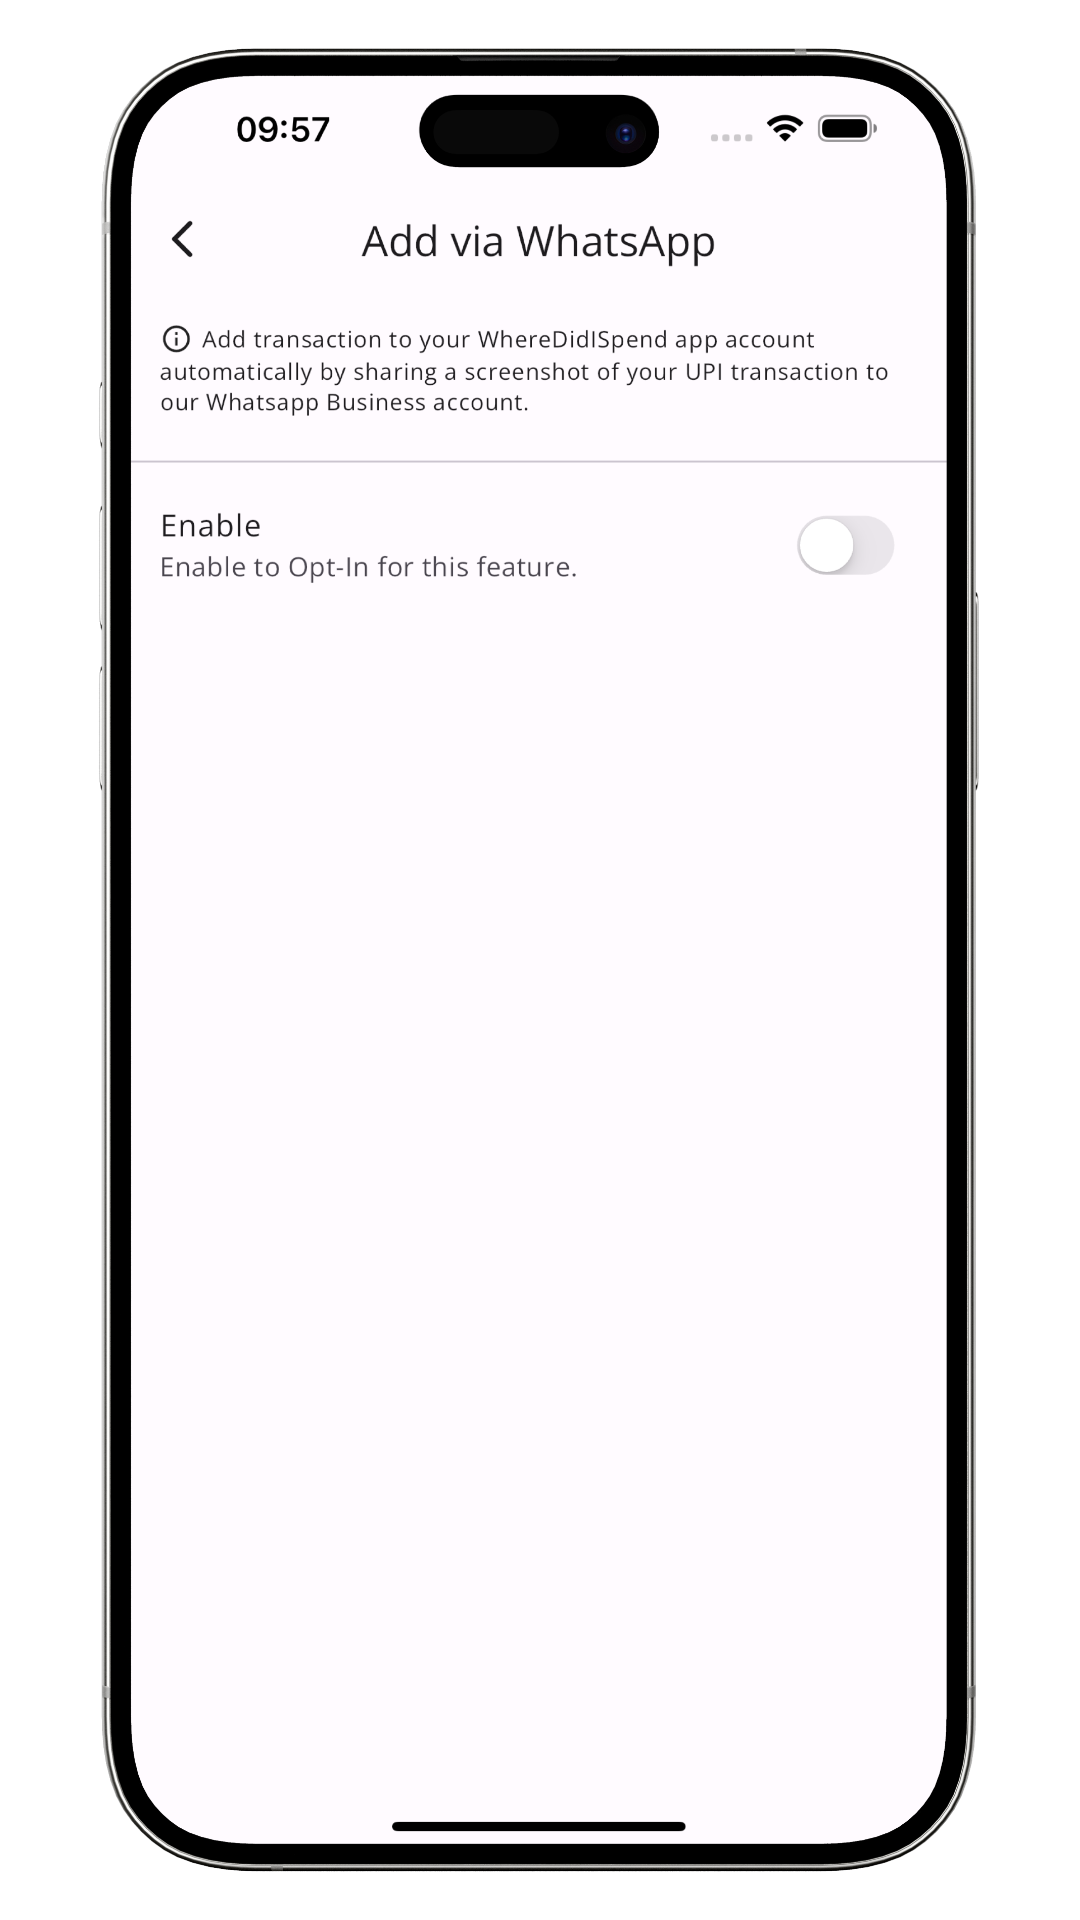 09:57
Add via WhatsApp
Add transaction to your WhereDidISpend app account
automatically by sharing a screenshot of your UPI transaction to
our Whatsapp Business account.
Enable
Enable to Opt-In for this feature.